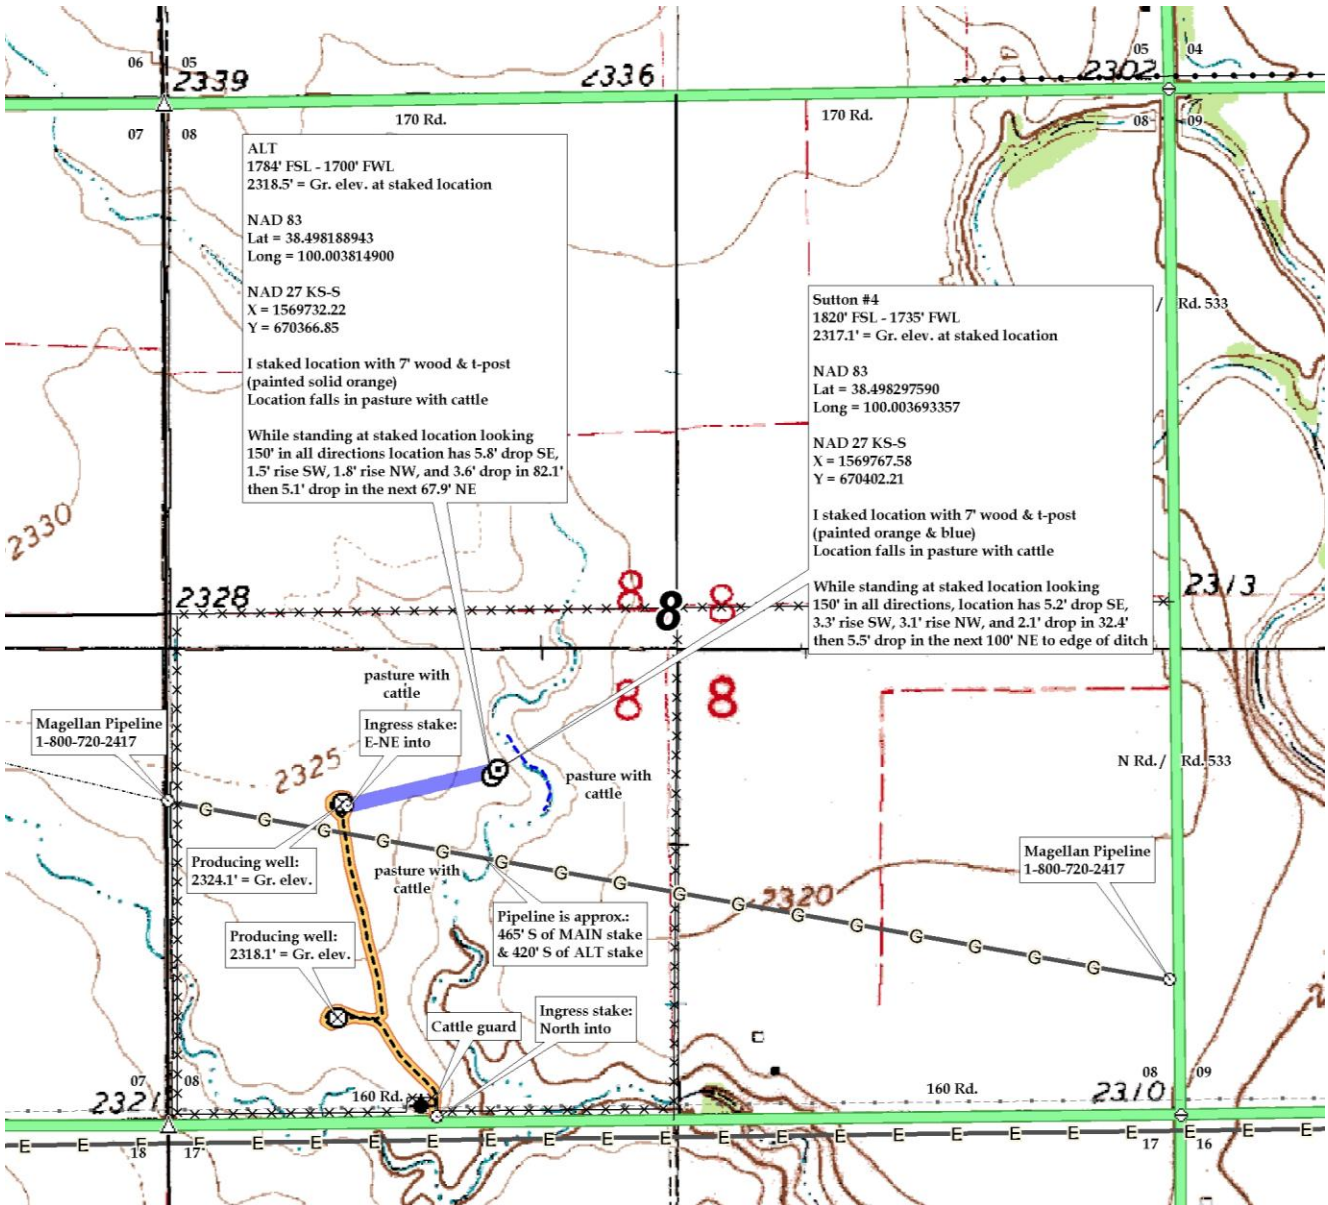 06 05
2339
2336
05 04
2302
170 Rd.
170 Rd.
07 08
08 09
ALT
1784' FSL - 1700' FWL
2318.5' = Gr. elev. at staked location
NAD 83
Lat = 38.498188943
Long = 100.003814900
NAD 27 KS-S
X = 1569732.22
Y = 670366.85
I staked location with 7' wood & t-post
(painted solid orange)
Location falls in pasture with cattle
While standing at staked location looking
150' in all directions location has 5.8' drop SE,
1.5' rise SW, 1.8' rise NW, and 3.6' drop in 82.1'
then 5.1' drop in the next 67.9' NE
Sutton #4
1820' FSL - 1735' FWL
2317.1' = Gr. elev. at staked location
NAD 83
Lat = 38.498297590
Long = 100.003693357
NAD 27 KS-S
X = 1569767.58
Y = 670402.21
I staked location with 7' wood & t-post
(painted orange & blue)
Location falls in pasture with cattle
While standing at staked location looking
150' in all directions, location has 5.2' drop SE,
3.3' rise SW, 3.1' rise NW, and 2.1' drop in 32.4'
then 5.5' drop in the next 100' NE to edge of ditch
/ Rd. 533
2330
2328
8 8 8
2313
8 8
pasture with
cattle
Magellan Pipeline
1-800-720-2417
Ingress stake:
E-NE into
2325
pasture with
cattle
N Rd./ Rd. 533
G G G G G G G G G G G G G G G G
Producing well:
2324.1' = Gr. elev.
pasture with
cattle
Magellan Pipeline
1-800-720-2417
2320
Pipeline is approx.:
465' S of MAIN stake
& 420' S of ALT stake
Producing well:
2318.1' = Gr. elev.
Cattle guard
Ingress stake:
North into
07 08
2321
160 Rd.
160 Rd.
08 09
2310
E E E E E E E E E E E E E E E E E E E E E E E
18 17
17 16